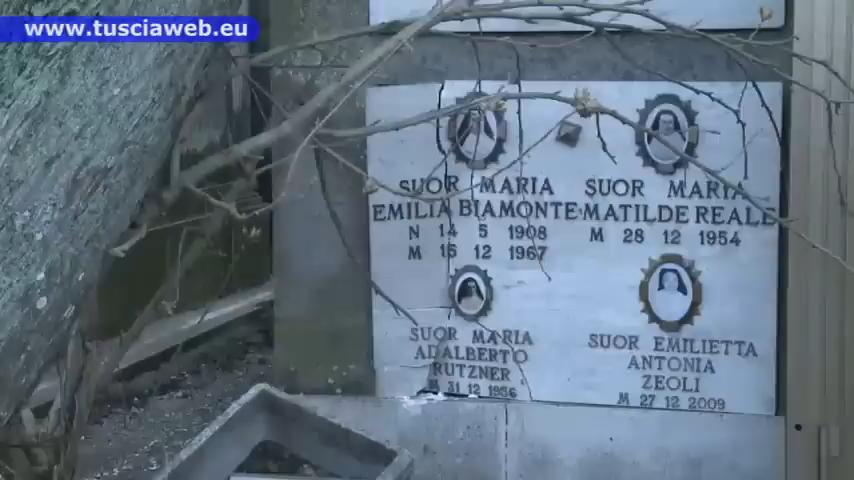 www.tusciaweb.eu
SUOR MARIA
EMILIA BIAMONTE
N 14 5 1908
M 15 12 1967
SUOR MARIA
MATILDE REALE
M 28 12 1954
SUOR MARIA
ADALBERTO
RUTZNER
M 31 12 1956
SUOR EMILIETTA
ANTONIA
ZEOLI
M 27 12 2009